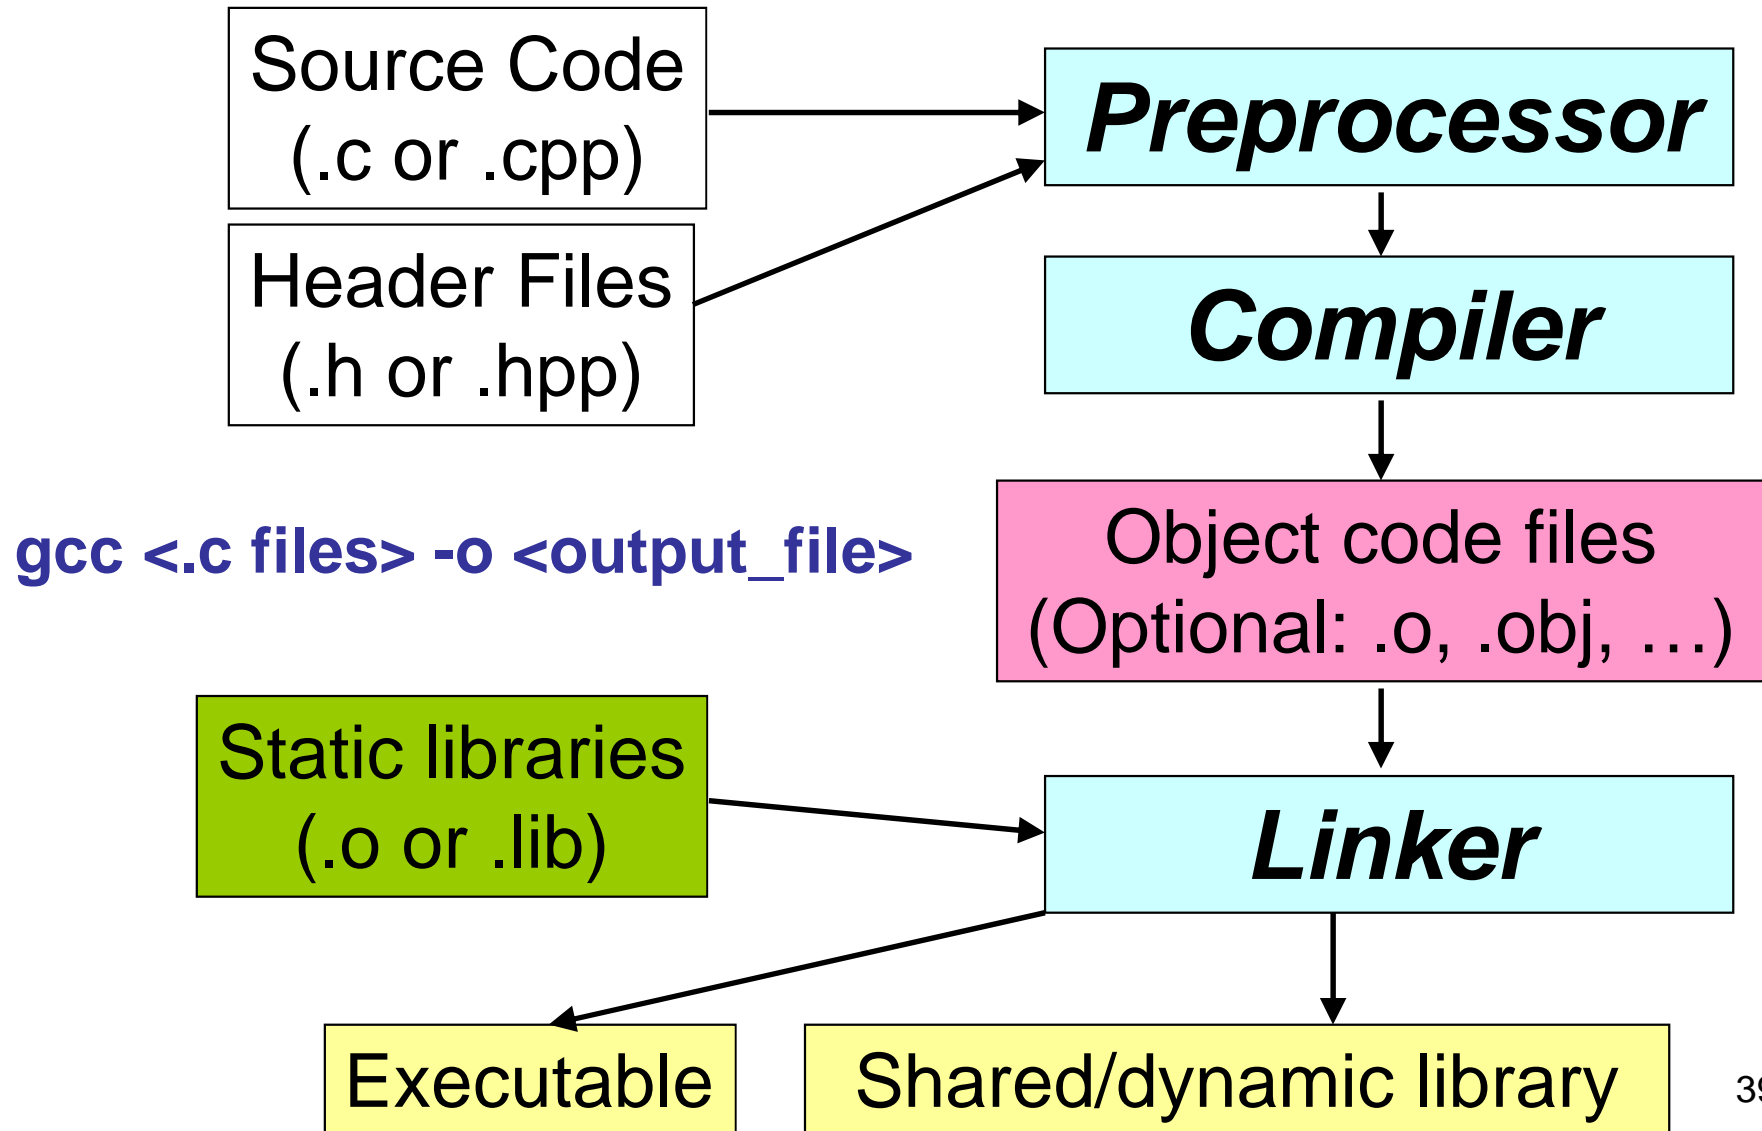 Source Code
(.c or .cpp)
Preprocessor
Header Files
(.h or .hpp)
Compiler
gcc <.c files> -o <output_file>
Object code files
(Optional: .o, .obj, …)
Static libraries
(.o or .lib)
Linker
Executable
Shared/dynamic library
39